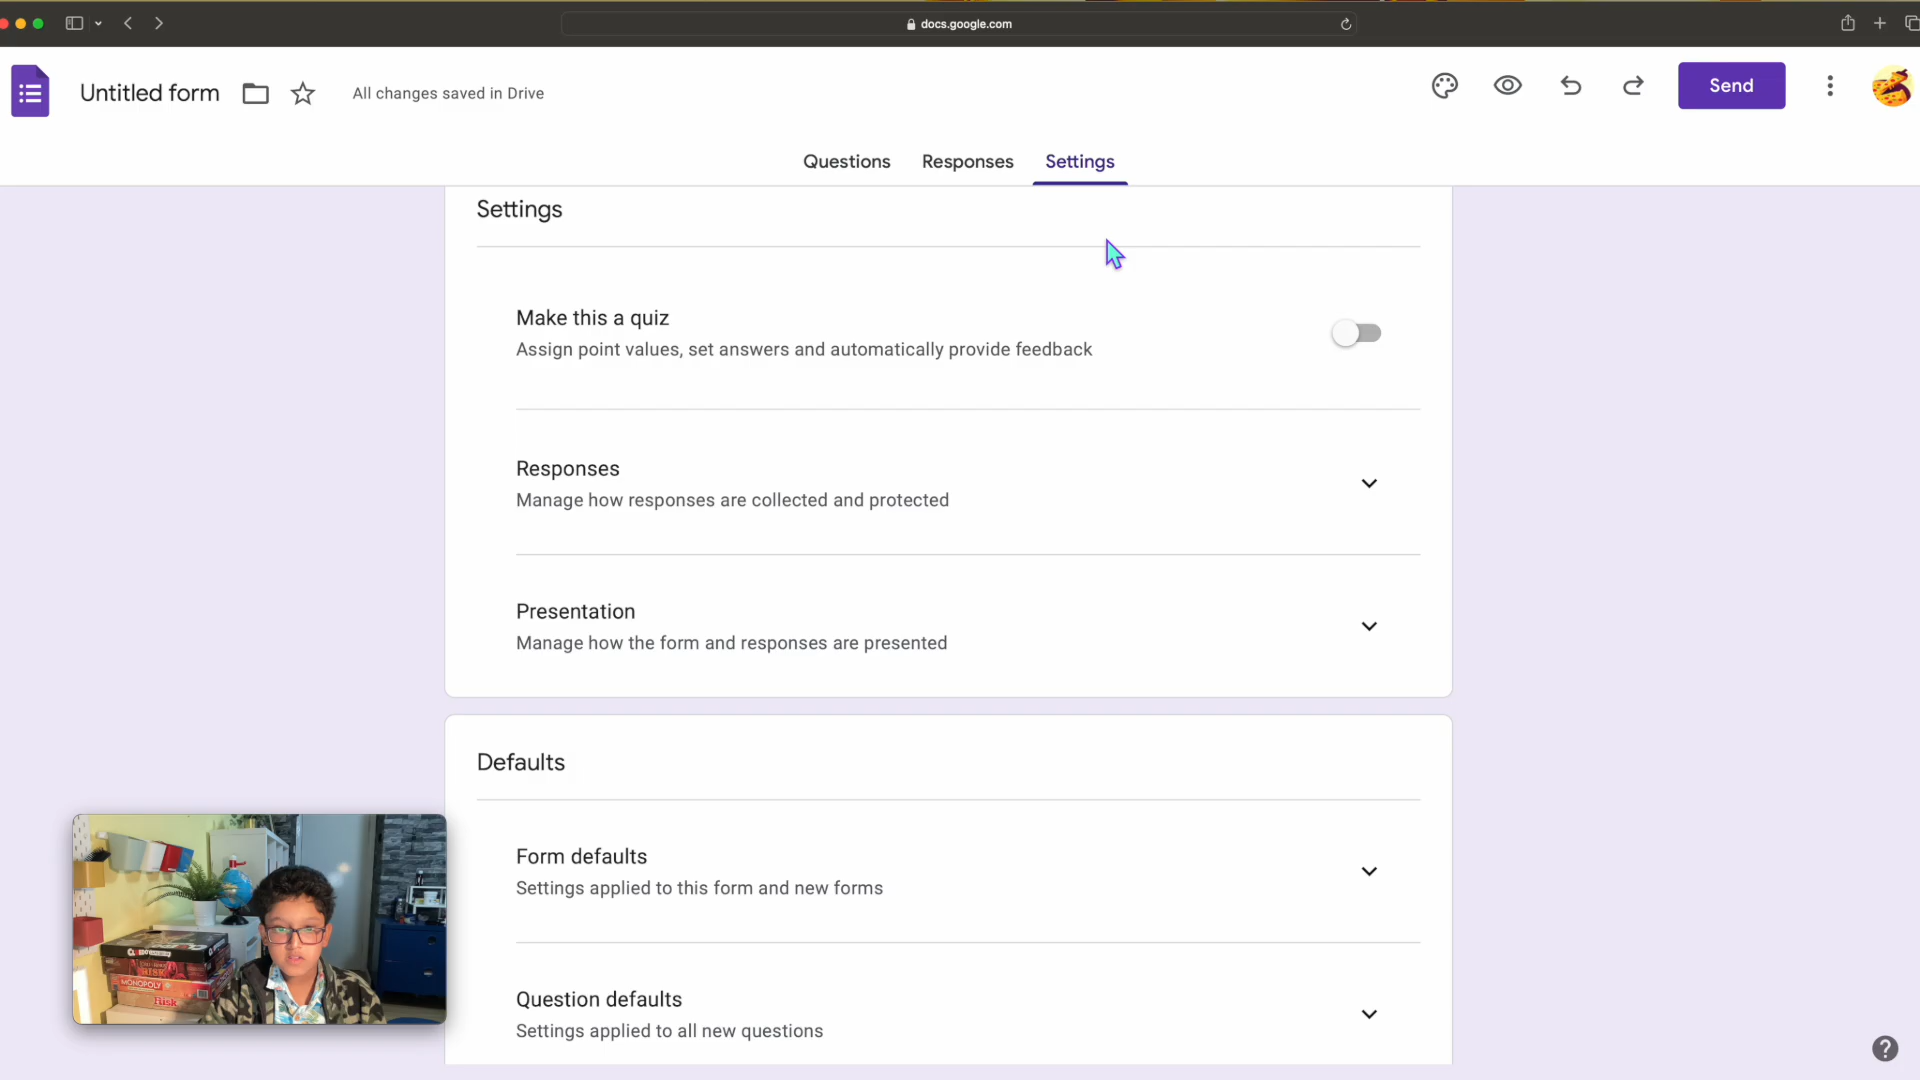 docs.google.com
Untitled form
All changes saved in Drive
Send
Questions
Responses
Settings
Settings
Make this a quiz
Assign point values, set answers and automatically provide feedback
Responses
Manage how responses are collected and protected
Presentation
Manage how the form and responses are presented
Defaults
Form defaults
Settings applied to this form and new forms
Question defaults
Settings applied to all new questions
RISK
MONOPOLY
Risk